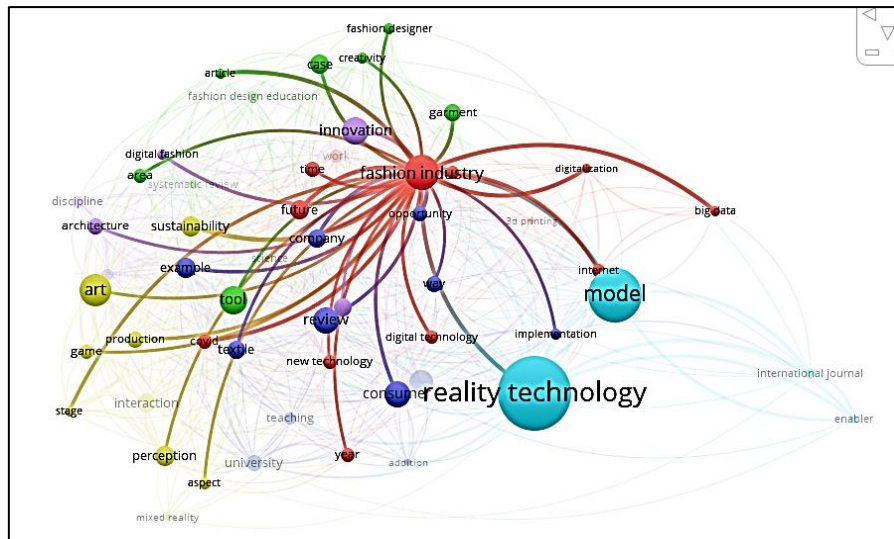 fashion designer
case
creativity
article
fashion design education
garment
innovation
digital fashion
work
time
fashion industry
digitalization
area
systematic review
discipline
future
opportunity
big data
architecture
sustainability
3d printing
company
science
example
internet
way
art
tool
model
review
production
digital technology
implementation
game
covid
textile
new technology
international journal
consumer
reality technology
interaction
stage
teaching
enabler
perception
university
year
addition
aspect
mixed reality